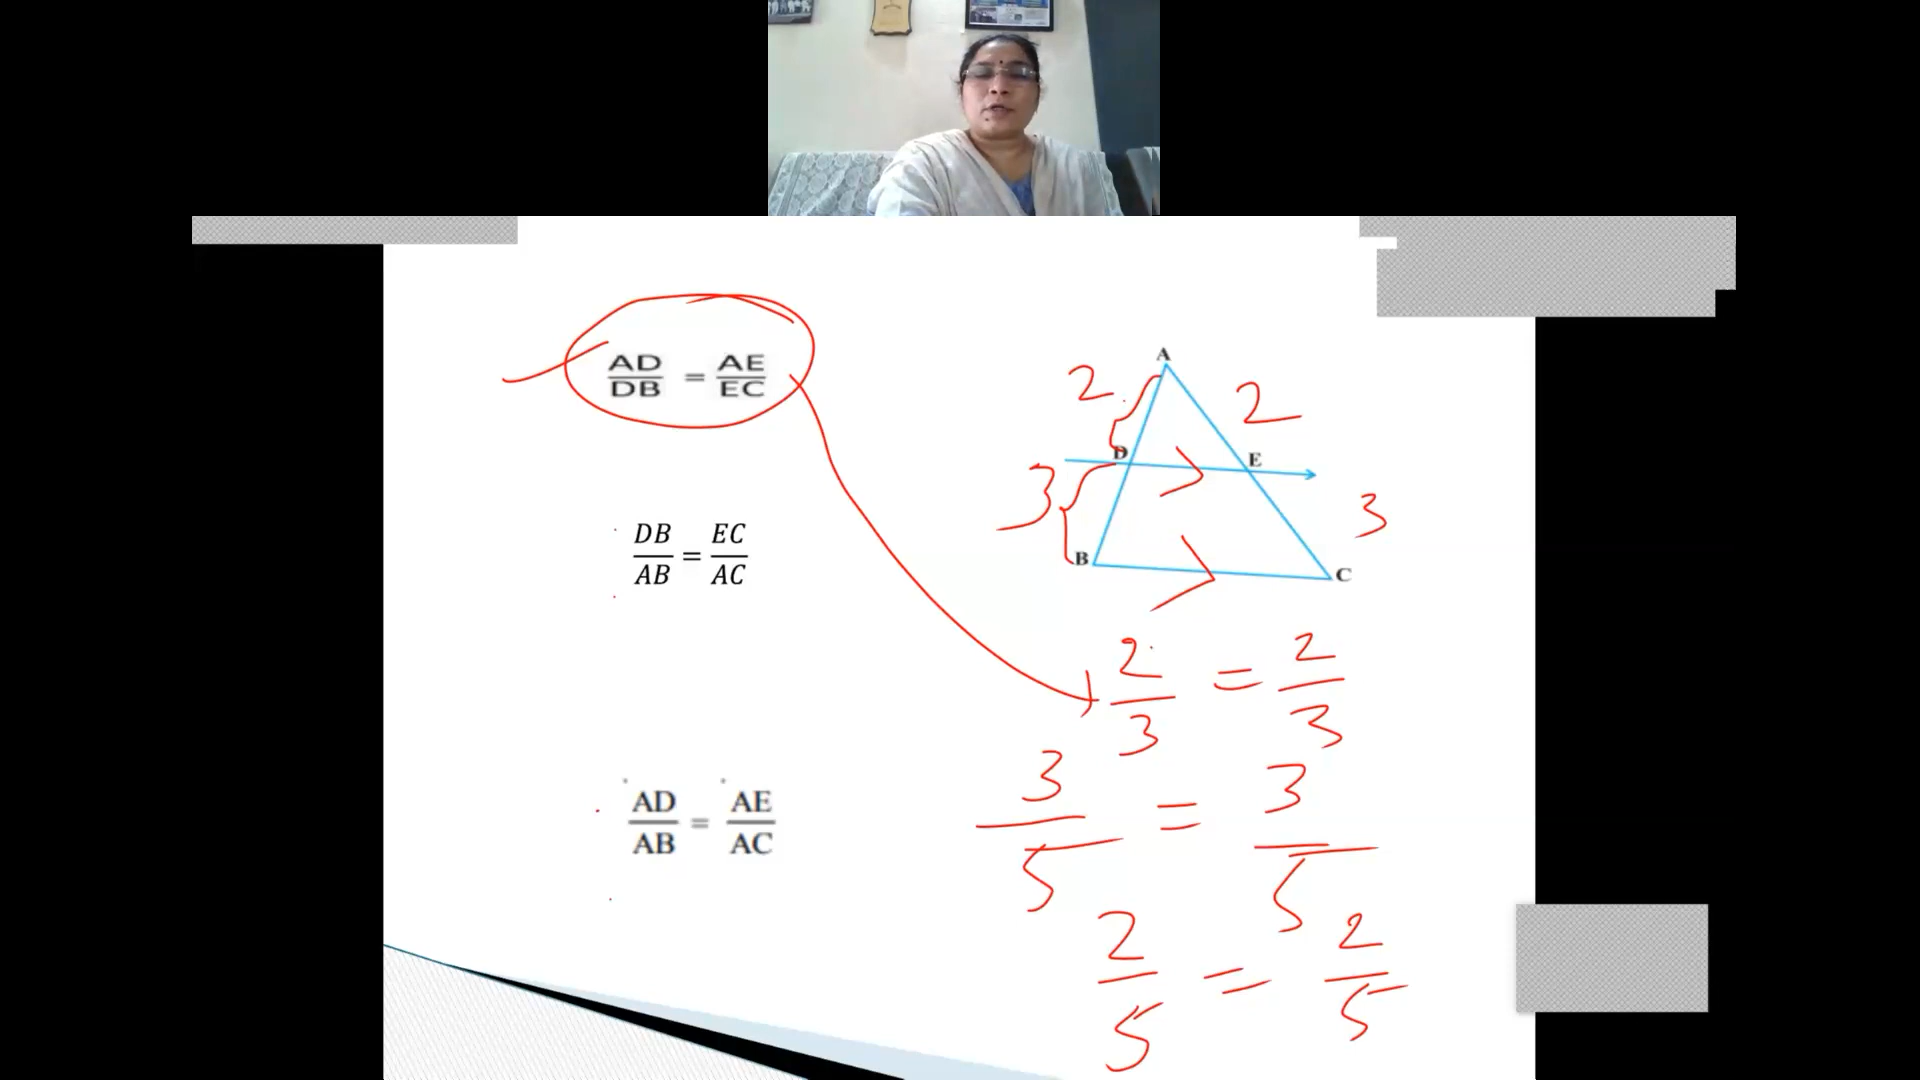 AD/DB = AE/EC
DB/AB = EC/AC
AD/AB = AE/AC
A
2 2
D E
3 3
B C
2/3 = 2/3
3/5 = 3/5
2/5 = 2/5